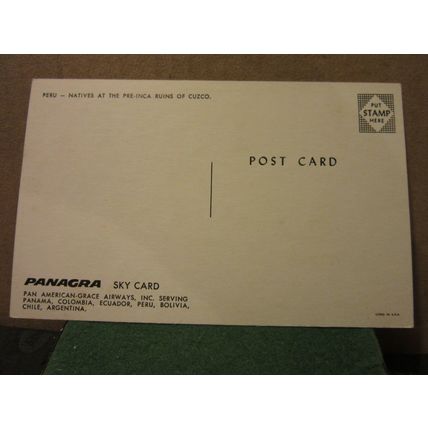 PERU — NATIVES AT THE PRE-INCA RUINS OF CUZCO.
PUT
STAMP
HERE
POST CARD
PANAGRA SKY CARD
PAN AMERICAN-GRACE AIRWAYS, INC. SERVING
PANAMA, COLOMBIA, ECUADOR, PERU, BOLIVIA,
CHILE, ARGENTINA.